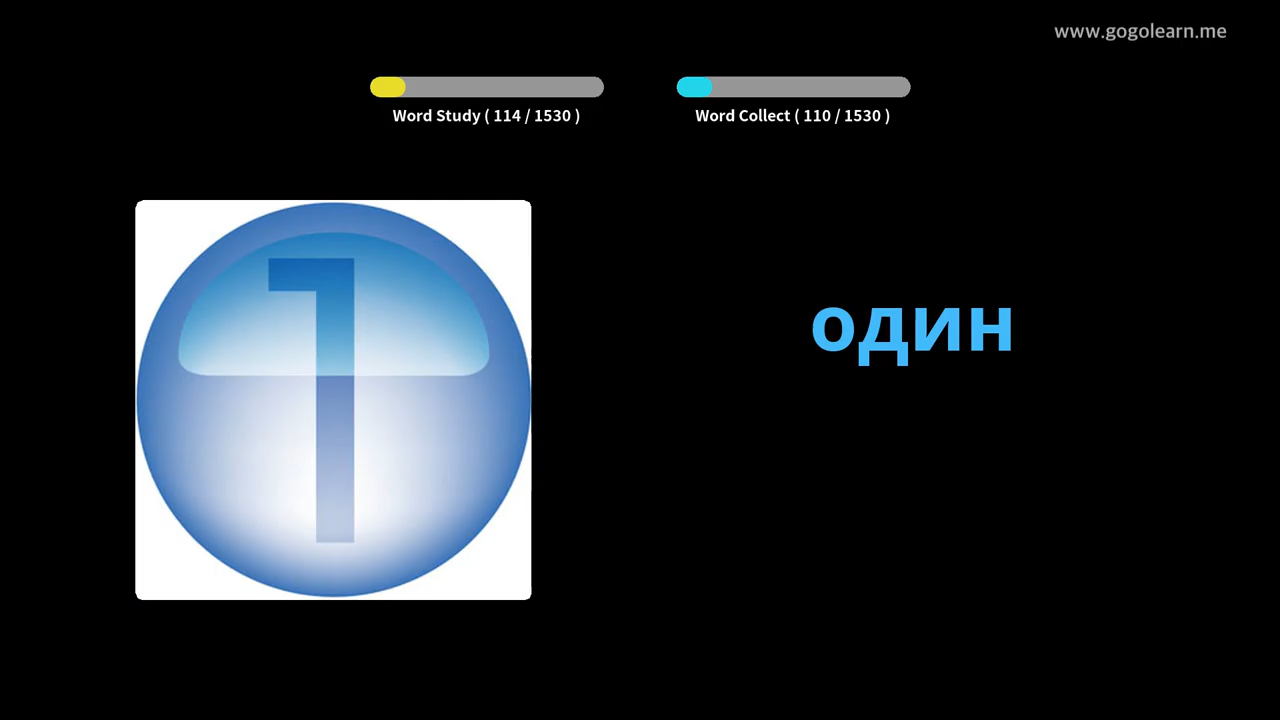 www.gogolearn.me
Word Study ( 114 / 1530 )
Word Collect ( 110 / 1530 )
1
один